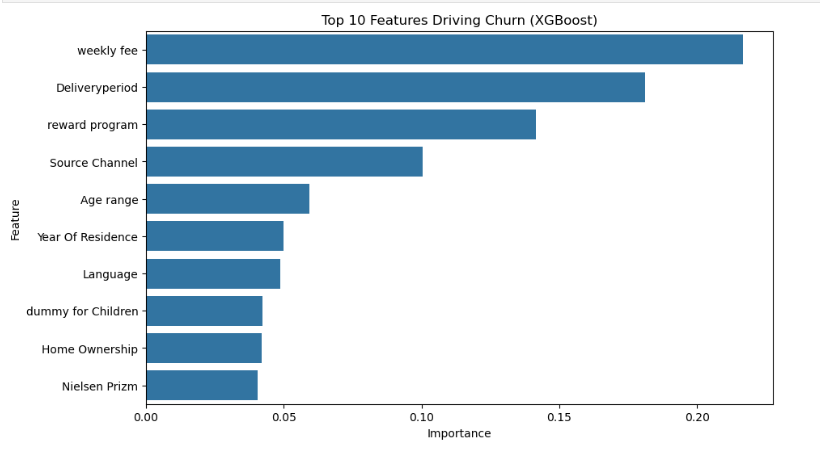 Top 10 Features Driving Churn (XGBoost)
weekly fee
Deliveryperiod
reward program
Source Channel
Age range
Year Of Residence
Language
dummy for Children
Home Ownership
Nielsen Prizm
Feature
0.00 0.05 0.10 0.15 0.20
Importance